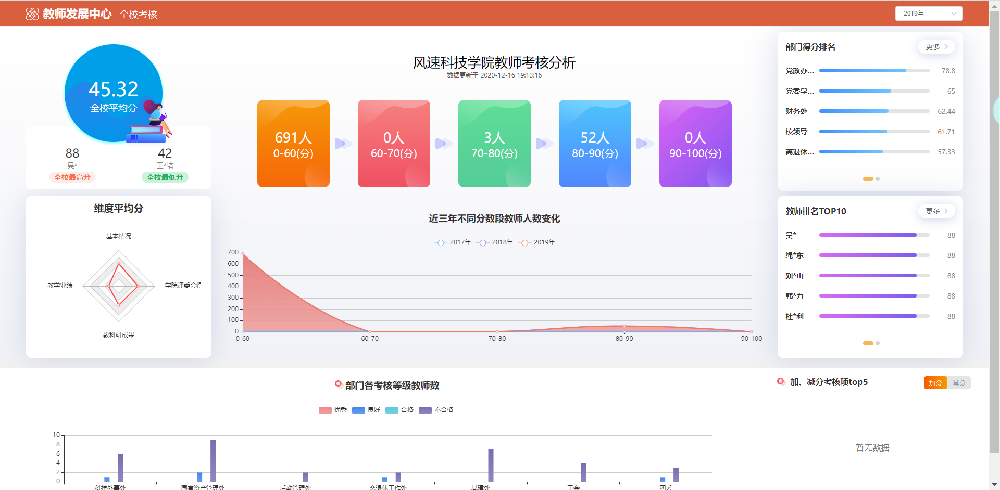 教师发展中心 全校考核
2019年
45.32
全校平均分
88
吴*
全校最高分
42
王*培
全校最低分
风速科技学院教师考核分析
数据更新于 2020-12-16 19:13:16
691人
0-60(分)
0人
60-70(分)
3人
70-80(分)
52人
80-90(分)
0人
90-100(分)
部门得分排名
更多
党政办... 78.8
党委学... 65
财务处 62.44
校领导 61.71
离退休... 57.33
维度平均分
基本情况
教学业绩
学院评委会得
教科研成果
近三年不同分数段教师人数变化
2017年 2018年 2019年
700
600
500
400
300
200
100
0
0-60 60-70 70-80 80-90 90-100
教师排名TOP10
更多
吴* 88
绳*东 88
刘*山 88
韩*力 88
杜*利 88
部门各考核等级教师数
优秀 良好 合格 不合格
10
8
6
4
2
0
科技外事处 国有资产管理处 后勤管理处 离退休工作处 基建处 工会 团委
加、减分考核项top5
加分 减分
暂无数据